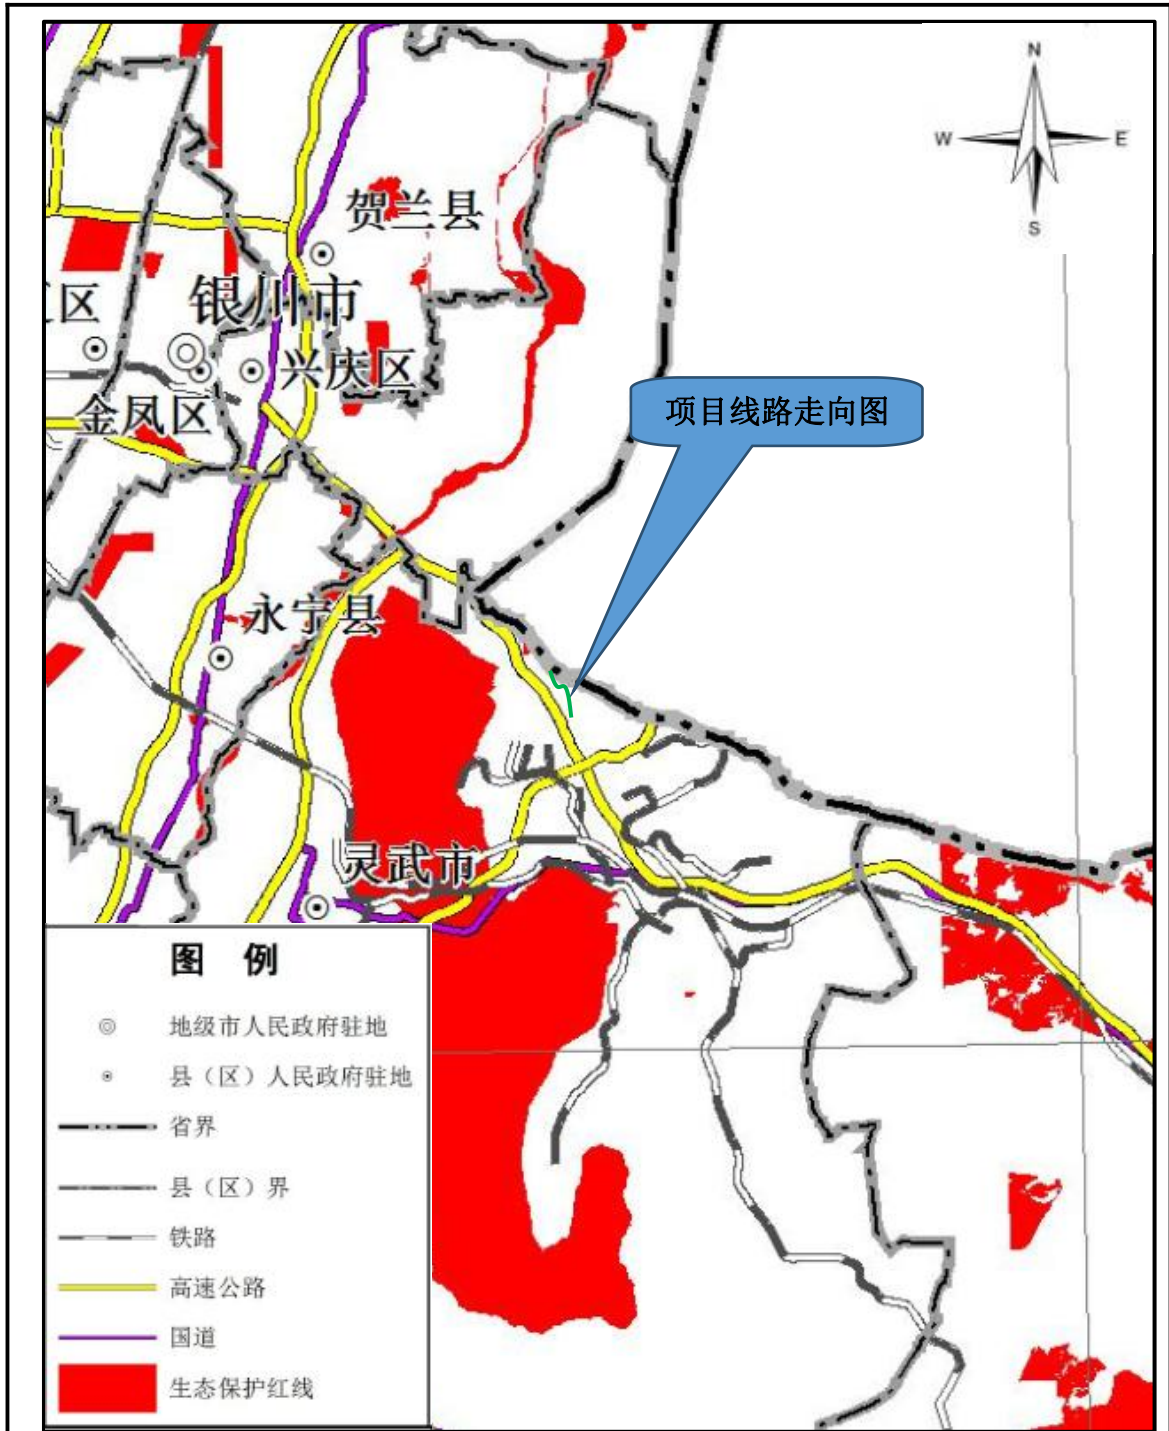 N
W
E
S
贺兰县
银川市
区
兴庆区
金凤区
项目线路走向图
永宁县
灵武市
图 例
地级市人民政府驻地
县（区）人民政府驻地
省界
县（区）界
铁路
高速公路
国道
生态保护红线